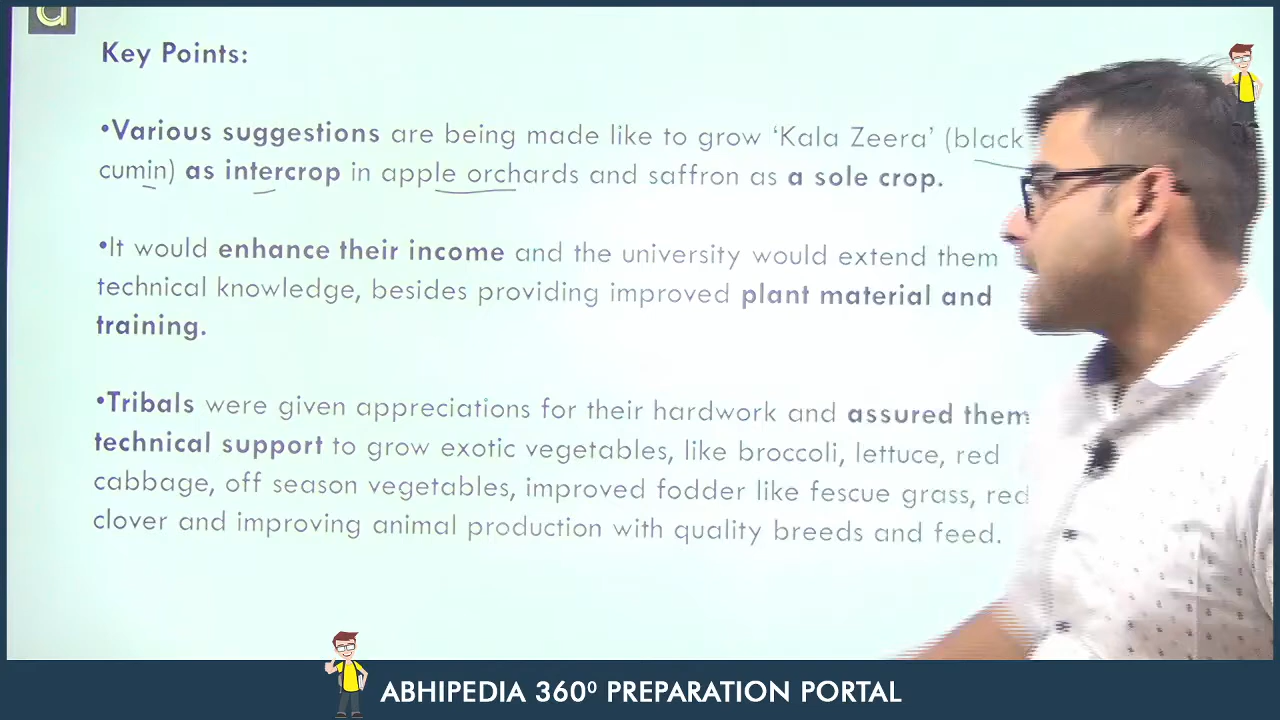 Key Points:
•Various suggestions are being made like to grow ‘Kala Zeera’ (black
cumin) as intercrop in apple orchards and saffron as a sole crop.
•It would enhance their income and the university would extend them
technical knowledge, besides providing improved plant material and
training.
•Tribals were given appreciations for their hardwork and assured them
technical support to grow exotic vegetables, like broccoli, lettuce, red
cabbage, off season vegetables, improved fodder like fescue grass, red
clover and improving animal production with quality breeds and feed.
ABHIPEDIA 360⁰ PREPARATION PORTAL